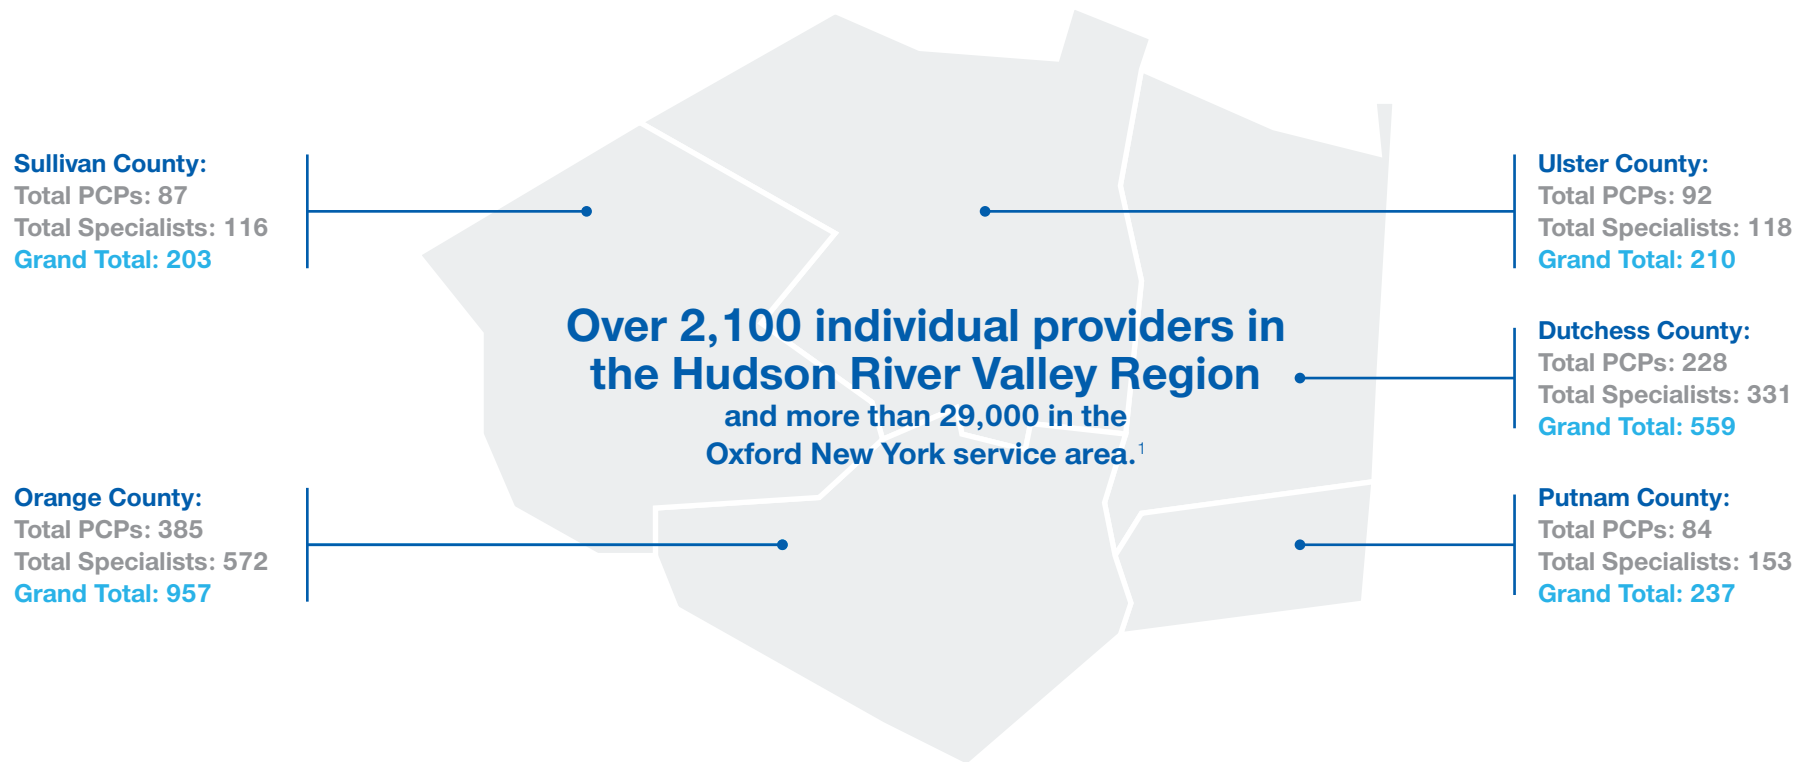 Sullivan County:
Total PCPs: 87
Total Specialists: 116
Grand Total: 203
Orange County:
Total PCPs: 385
Total Specialists: 572
Grand Total: 957
Over 2,100 individual providers in
the Hudson River Valley Region
and more than 29,000 in the
Oxford New York service area.¹
Ulster County:
Total PCPs: 92
Total Specialists: 118
Grand Total: 210
Dutchess County:
Total PCPs: 228
Total Specialists: 331
Grand Total: 559
Putnam County:
Total PCPs: 84
Total Specialists: 153
Grand Total: 237